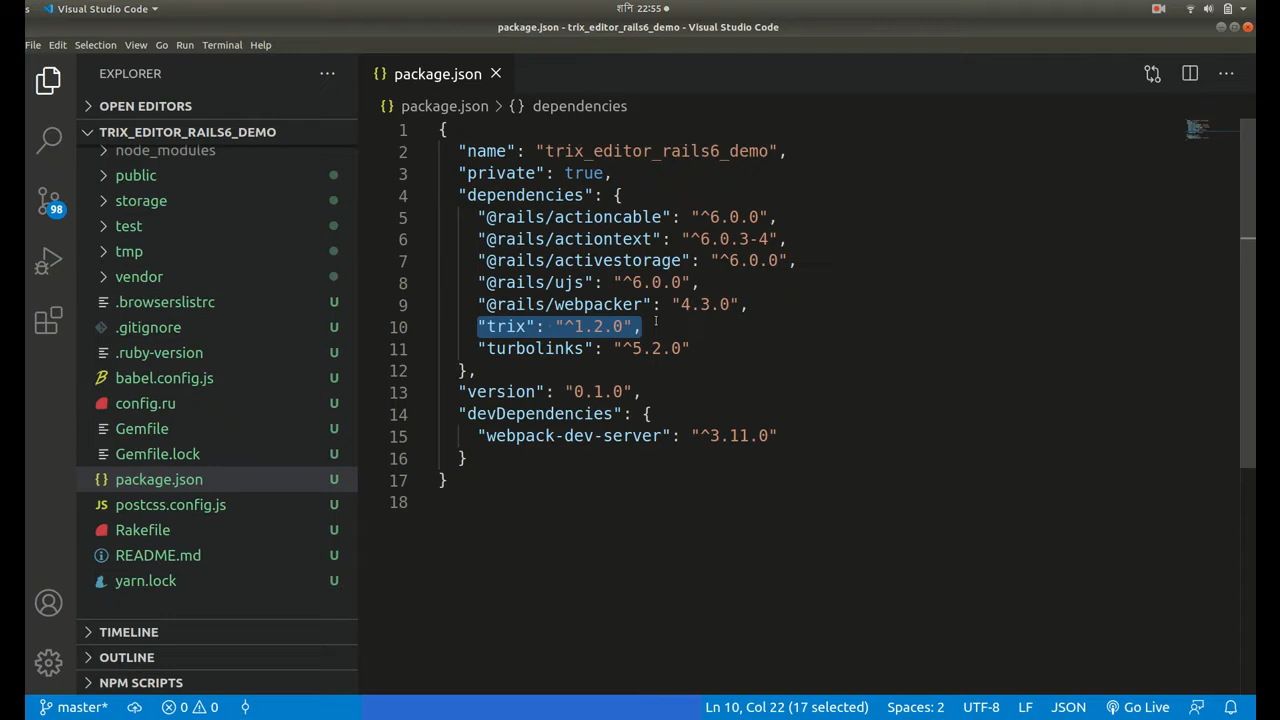 s Visual Studio Code शनि 22:55
package.json - trix_editor_rails6_demo - Visual Studio Code
File Edit Selection View Go Run Terminal Help
EXPLORER
OPEN EDITORS
TRIX_EDITOR_RAILS6_DEMO
node_modules
public
storage
test
tmp
vendor
.browserslistrc U
.gitignore U
.ruby-version U
babel.config.js U
config.ru U
Gemfile U
Gemfile.lock U
package.json U
postcss.config.js U
Rakefile U
README.md U
yarn.lock U
TIMELINE
OUTLINE
NPM SCRIPTS
98
{} package.json
{} package.json > {} dependencies
1 {
2 "name": "trix_editor_rails6_demo",
3 "private": true,
4 "dependencies": {
5 "@rails/actioncable": "^6.0.0",
6 "@rails/actiontext": "^6.0.3-4",
7 "@rails/activestorage": "^6.0.0",
8 "@rails/ujs": "^6.0.0",
9 "@rails/webpacker": "4.3.0",
10 "trix": "^1.2.0",
11 "turbolinks": "^5.2.0"
12 },
13 "version": "0.1.0",
14 "devDependencies": {
15 "webpack-dev-server": "^3.11.0"
16 }
17 }
18
master* 0 0 Ln 10, Col 22 (17 selected) Spaces: 2 UTF-8 LF JSON Go Live